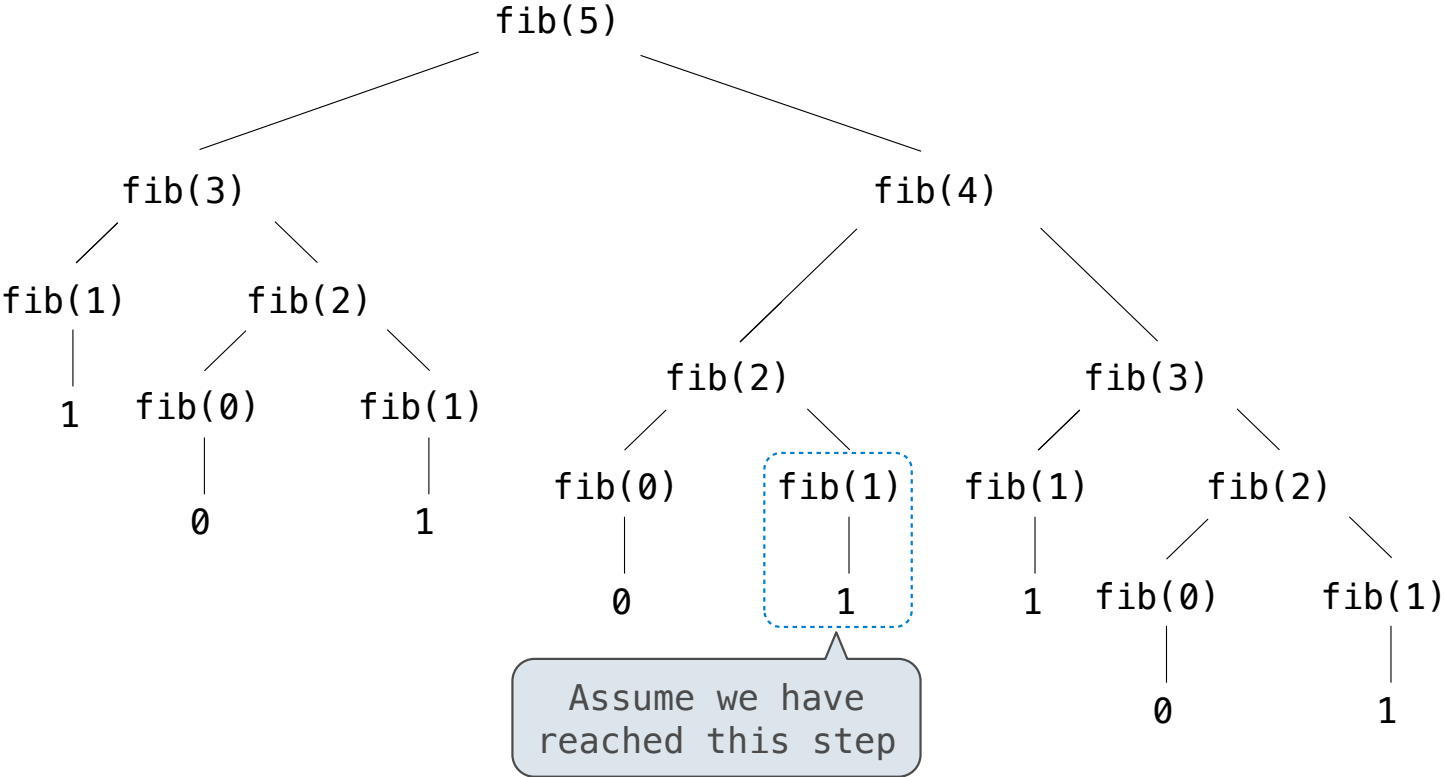 fib(5)
fib(3) fib(4)
fib(1) fib(2)
fib(2) fib(3)
1 fib(0) fib(1)
fib(0) fib(1) fib(1) fib(2)
0 1
0 1 1 fib(0) fib(1)
Assume we have
reached this step
0 1